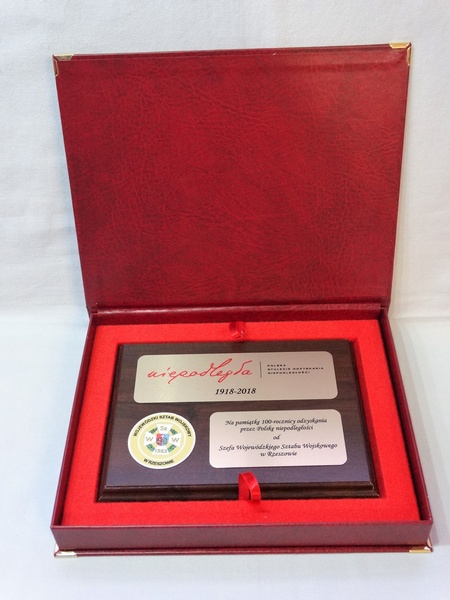 niepodległa
POLSKA
STULECIE ODZYSKANIA
NIEPODLEGŁOŚCI
1918-2018
Na pamiątkę 100-rocznicy odzyskania
przez Polskę niepodległości
od
Szefa Wojewódzkiego Sztabu Wojskowego
w Rzeszowie
WOJEWÓDZKI SZTAB WOJSKOWY
Sz
W W
W RZESZOWIE